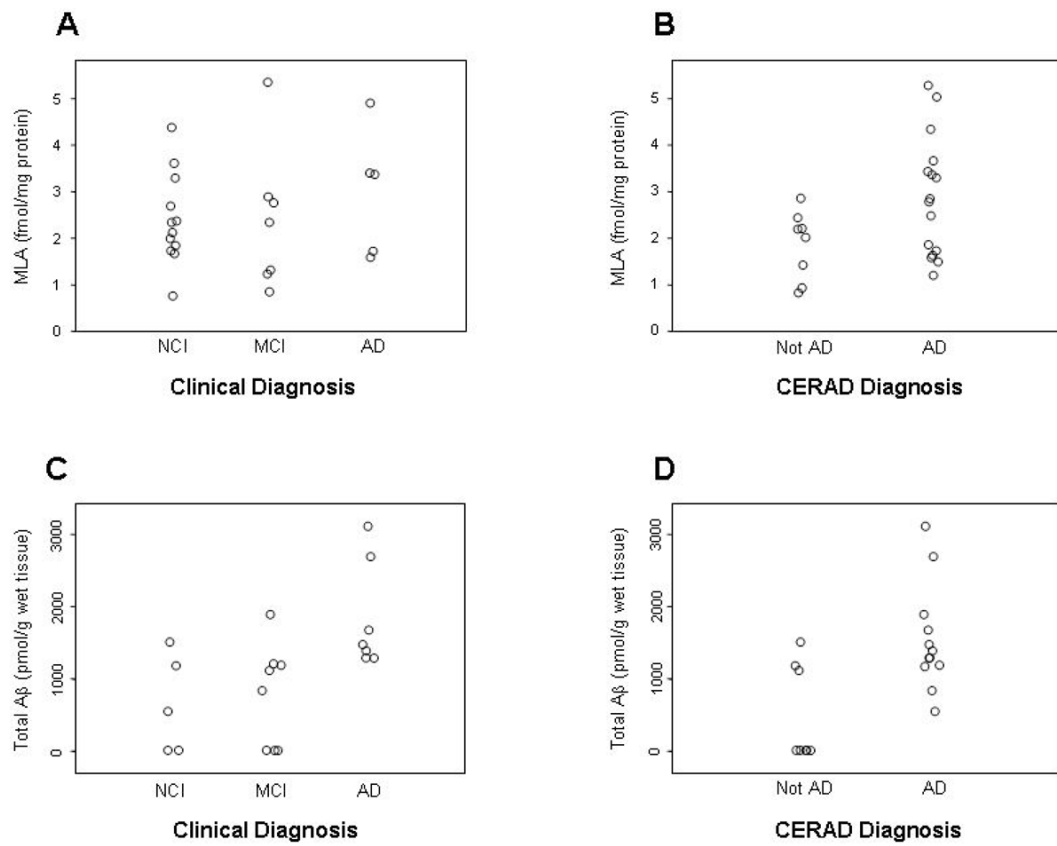 A
MLA (fmol/mg protein)
5
4
3
2
1
0
NCI MCI AD
Clinical Diagnosis
B
MLA (fmol/mg protein)
5
4
3
2
1
0
Not AD AD
CERAD Diagnosis
C
Total Aβ (pmol/g wet tissue)
3000
2000
1000
0
NCI MCI AD
Clinical Diagnosis
D
Total Aβ (pmol/g wet tissue)
3000
2000
1000
0
Not AD AD
CERAD Diagnosis